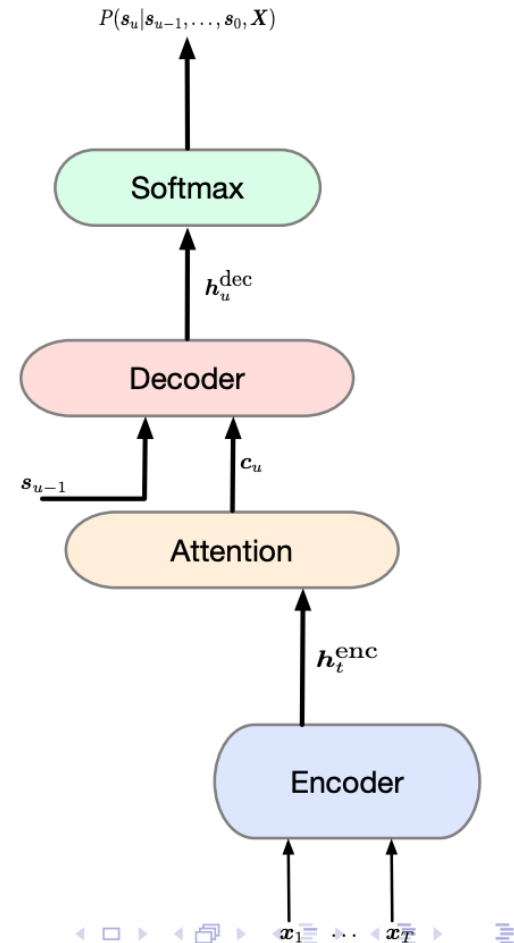 P(s_u|s_{u−1}, . . . , s_0, X)
Softmax
h_u^{dec}
Decoder
c_u
s_{u−1}
Attention
h_t^{enc}
Encoder
x_1 · · · x_T